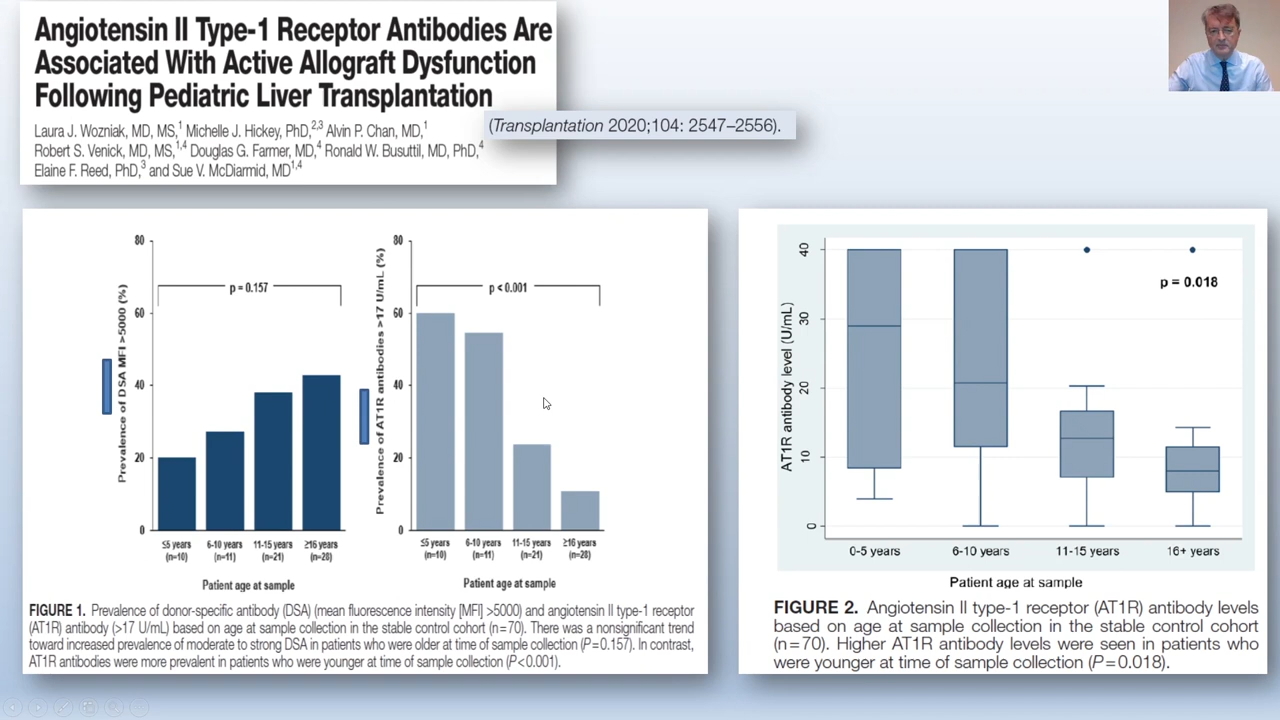 Angiotensin II Type-1 Receptor Antibodies Are
Associated With Active Allograft Dysfunction
Following Pediatric Liver Transplantation
Laura J. Wozniak, MD, MS,1 Michelle J. Hickey, PhD,2,3 Alvin P. Chan, MD,1
Robert S. Venick, MD, MS,1,4 Douglas G. Farmer, MD,4 Ronald W. Busuttil, MD, PhD,4
Elaine F. Reed, PhD,3 and Sue V. McDiarmid, MD1,4
(Transplantation 2020;104: 2547–2556).
Prevalence of DSA MFI >5000 (%)
80
60
40
20
0
p = 0.157
≤5 years
(n=10)
6-10 years
(n=11)
11-15 years
(n=21)
≥16 years
(n=28)
Patient age at sample
Prevalence of AT1R antibodies >17 U/mL (%)
80
60
40
20
0
p < 0.001
≤5 years
(n=10)
6-10 years
(n=11)
11-15 years
(n=21)
≥16 years
(n=28)
Patient age at sample
FIGURE 1. Prevalence of donor-specific antibody (DSA) (mean fluorescence intensity [MFI] >5000) and angiotensin II type-1 receptor
(AT1R) antibody (>17 U/mL) based on age at sample collection in the stable control cohort (n=70). There was a nonsignificant trend
toward increased prevalence of moderate to strong DSA in patients who were older at time of sample collection (P=0.157). In contrast,
AT1R antibodies were more prevalent in patients who were younger at time of sample collection (P<0.001).
AT1R antibody level (U/mL)
40
30
20
10
0
p = 0.018
0-5 years
6-10 years
11-15 years
16+ years
Patient age at sample
FIGURE 2. Angiotensin II type-1 receptor (AT1R) antibody levels
based on age at sample collection in the stable control cohort
(n=70). Higher AT1R antibody levels were seen in patients who
were younger at time of sample collection (P=0.018).